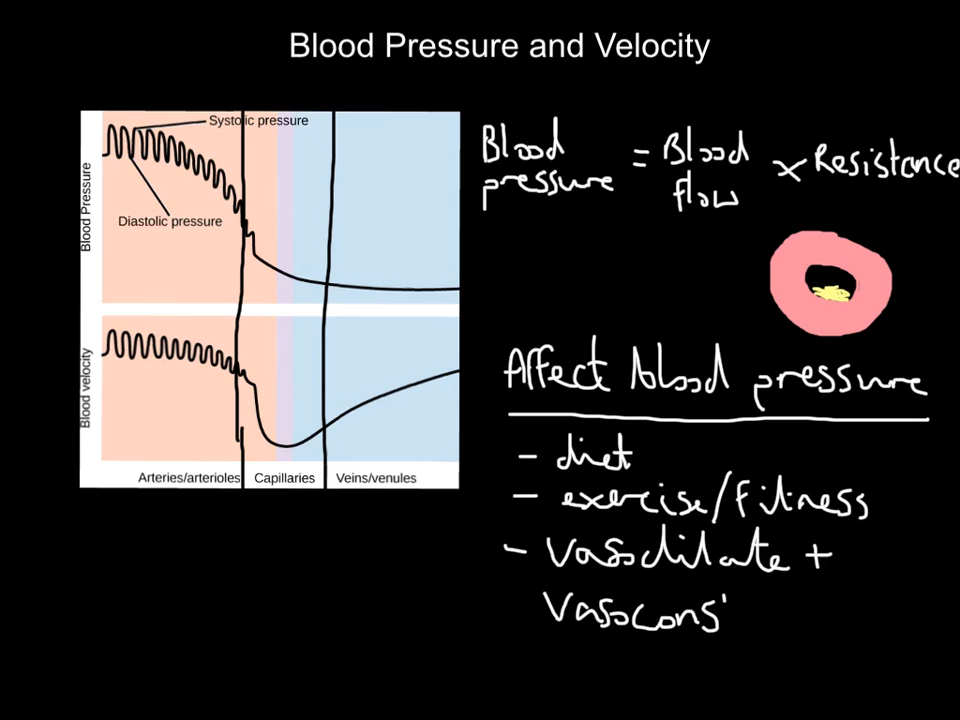 Blood Pressure and Velocity
Systolic pressure
Diastolic pressure
Blood Pressure
Blood velocity
Arteries/arterioles
Capillaries
Veins/venules
Blood pressure = Blood flow × Resistance
Affect blood pressure
- diet
- exercise/fitness
- Vasodilate +
Vasocons